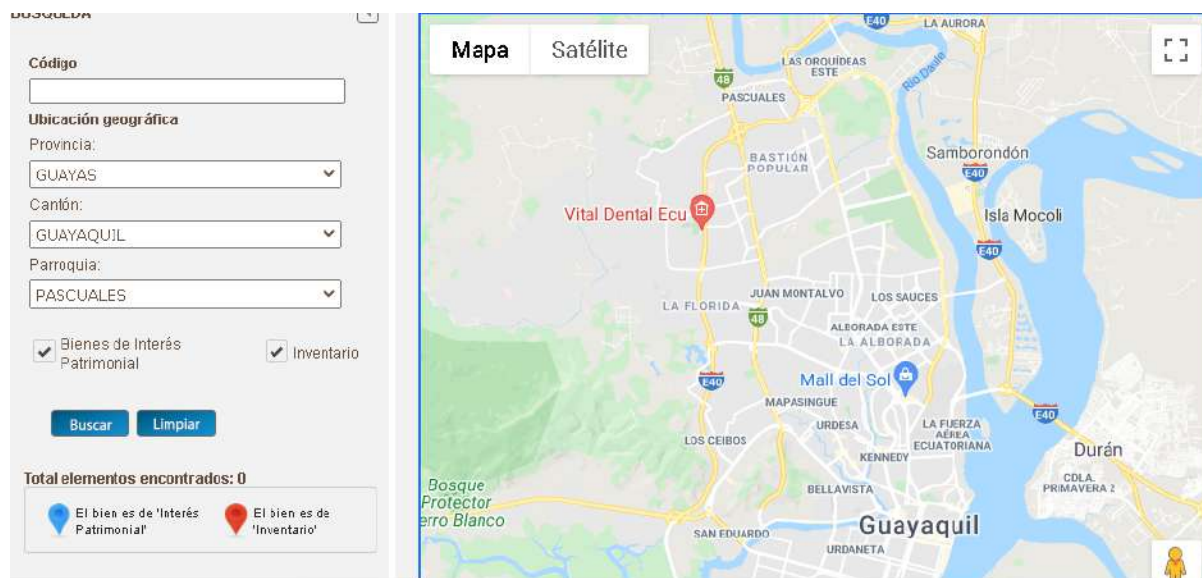 BUSQUEDA
Código
Ubicación geográfica
Provincia:
GUAYAS
Cantón:
GUAYAQUIL
Parroquia:
PASCUALES
Bienes de Interés
Patrimonial
Inventario
Buscar
Limpiar
Total elementos encontrados: 0
El bien es de 'Interés
Patrimonial'
El bien es de
'Inventario'
Mapa
Satélite
E40
LA AURORA
LAS ORQUÍDEAS
ESTE
Río Daule
48
PASCUALES
BASTIÓN
POPULAR
Samborondón
E40
Vital Dental Ecu
Isla Mocoli
E40
JUAN MONTALVO
LOS SAUCES
LA FLORIDA
48
ALBORADA ESTE
LA ALBORADA
E40
Mall del Sol
MAPASINGUE
URDESA
LA FUERZA
AÉREA
ECUATORIANA
E40
LOS CEIBOS
KENNEDY
Durán
CDLA.
PRIMAVERA 2
Bosque
Protector
erro Blanco
BELLAVISTA
Guayaquil
SAN EDUARDO
URDANETA